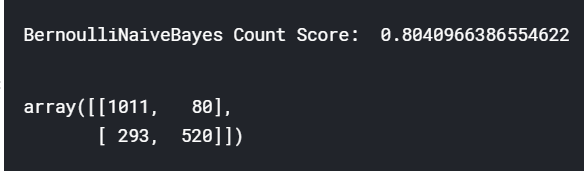 BernoulliNaiveBayes Count Score:  0.8040966386554622
array([[1011,   80],
       [ 293,  520]])